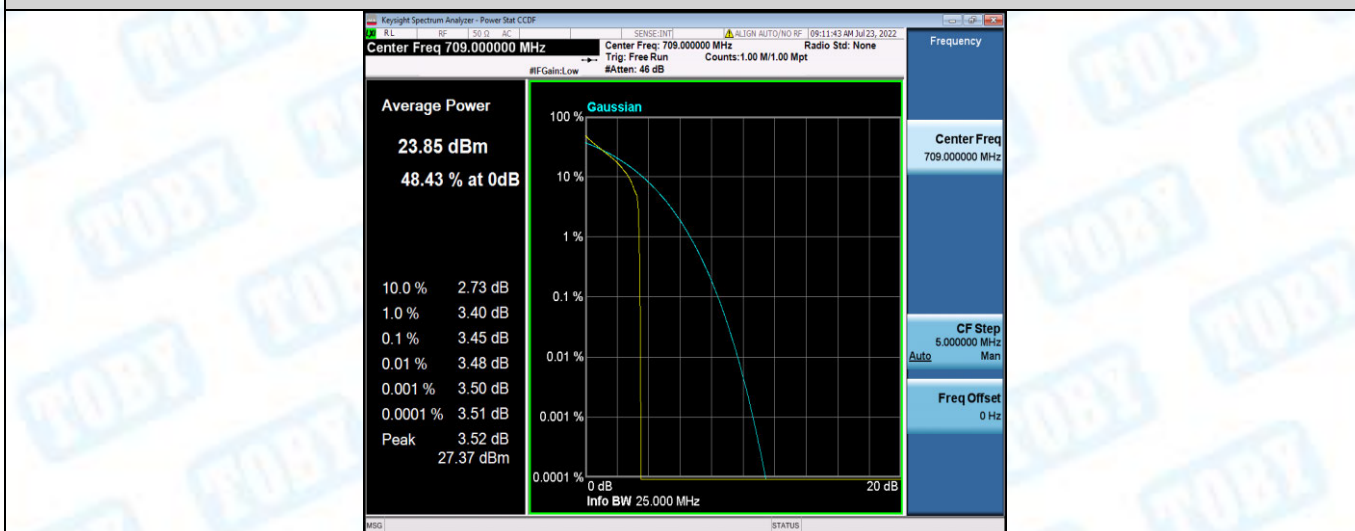 Keysight Spectrum Analyzer - Power Stat CCDF
RL RF 50 Ω AC SENSE:INT ALIGN AUTO/NO RF 09:11:43 AM Jul 23, 2022
Center Freq 709.000000 MHz
Center Freq: 709.000000 MHz Radio Std: None
Trig: Free Run Counts:1.00 M/1.00 Mpt
#IFGain:Low #Atten: 46 dB
Average Power
23.85 dBm
48.43 % at 0dB
10.0 % 2.73 dB
1.0 % 3.40 dB
0.1 % 3.45 dB
0.01 % 3.48 dB
0.001 % 3.50 dB
0.0001 % 3.51 dB
Peak 3.52 dB
27.37 dBm
Gaussian
100 %
10 %
1 %
0.1 %
0.01 %
0.001 %
0.0001 %
0 dB 20 dB
Info BW 25.000 MHz
Frequency
Center Freq
709.000000 MHz
CF Step
5.000000 MHz
Auto Man
Freq Offset
0 Hz
MSG STATUS
TOBY
TOBY
TOBY
TOBY
TOBY
TOBY
TOBY
TOBY